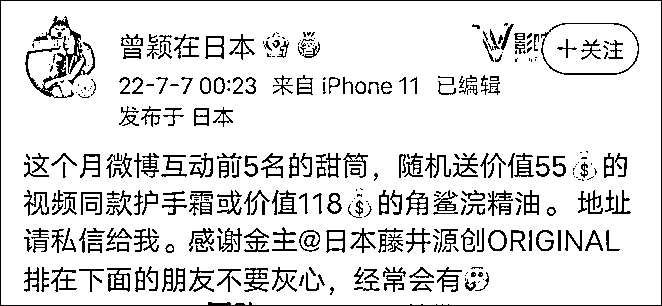 曾颖在日本
影
+关注
22-7-7 00:23 来自 iPhone 11 已编辑
发布于 日本
这个月微博互动前5名的甜筒，随机送价值55💰的
视频同款护手霜或价值118💰的角鲨浣精油。地址
请私信给我。感谢金主@日本藤井源创ORIGINAL
排在下面的朋友不要灰心，经常会有